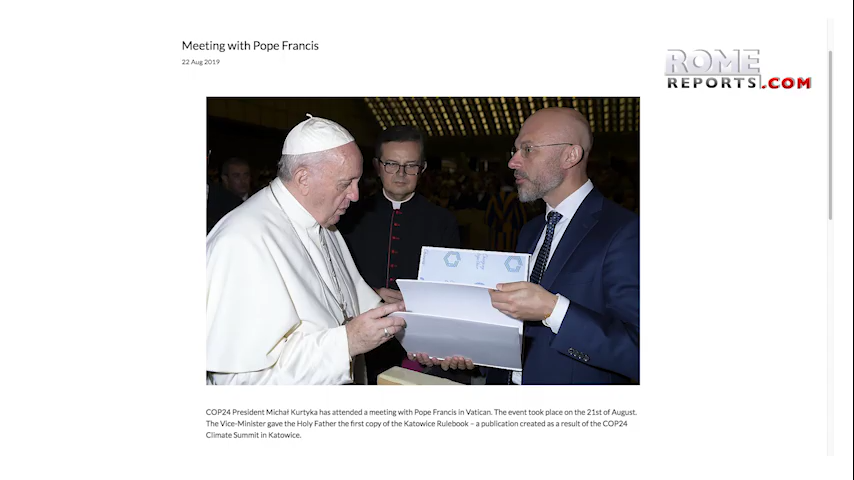 Meeting with Pope Francis
22 Aug 2019
ROME
REPORTS.COM
COP24 President Michał Kurtyka has attended a meeting with Pope Francis in Vatican. The event took place on the 21st of August.
The Vice-Minister gave the Holy Father the first copy of the Katowice Rulebook – a publication created as a result of the COP24
Climate Summit in Katowice.